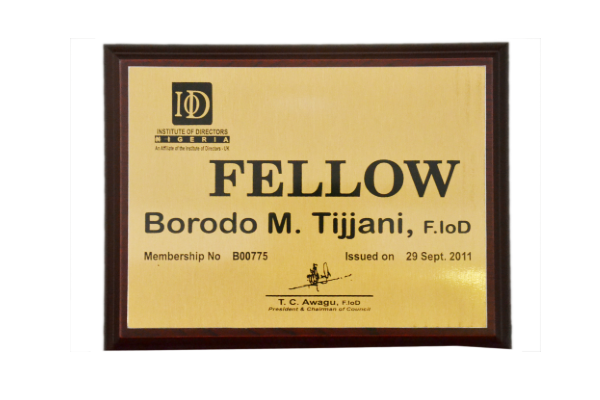 IOD
INSTITUTE OF DIRECTORS
NIGERIA
An affiliate of the Institute of Directors - UK
FELLOW
Borodo M. Tijjani, F.IoD
Membership No B00775 Issued on 29 Sept. 2011
T. C. Awagu, F.IoD
President & Chairman of Council